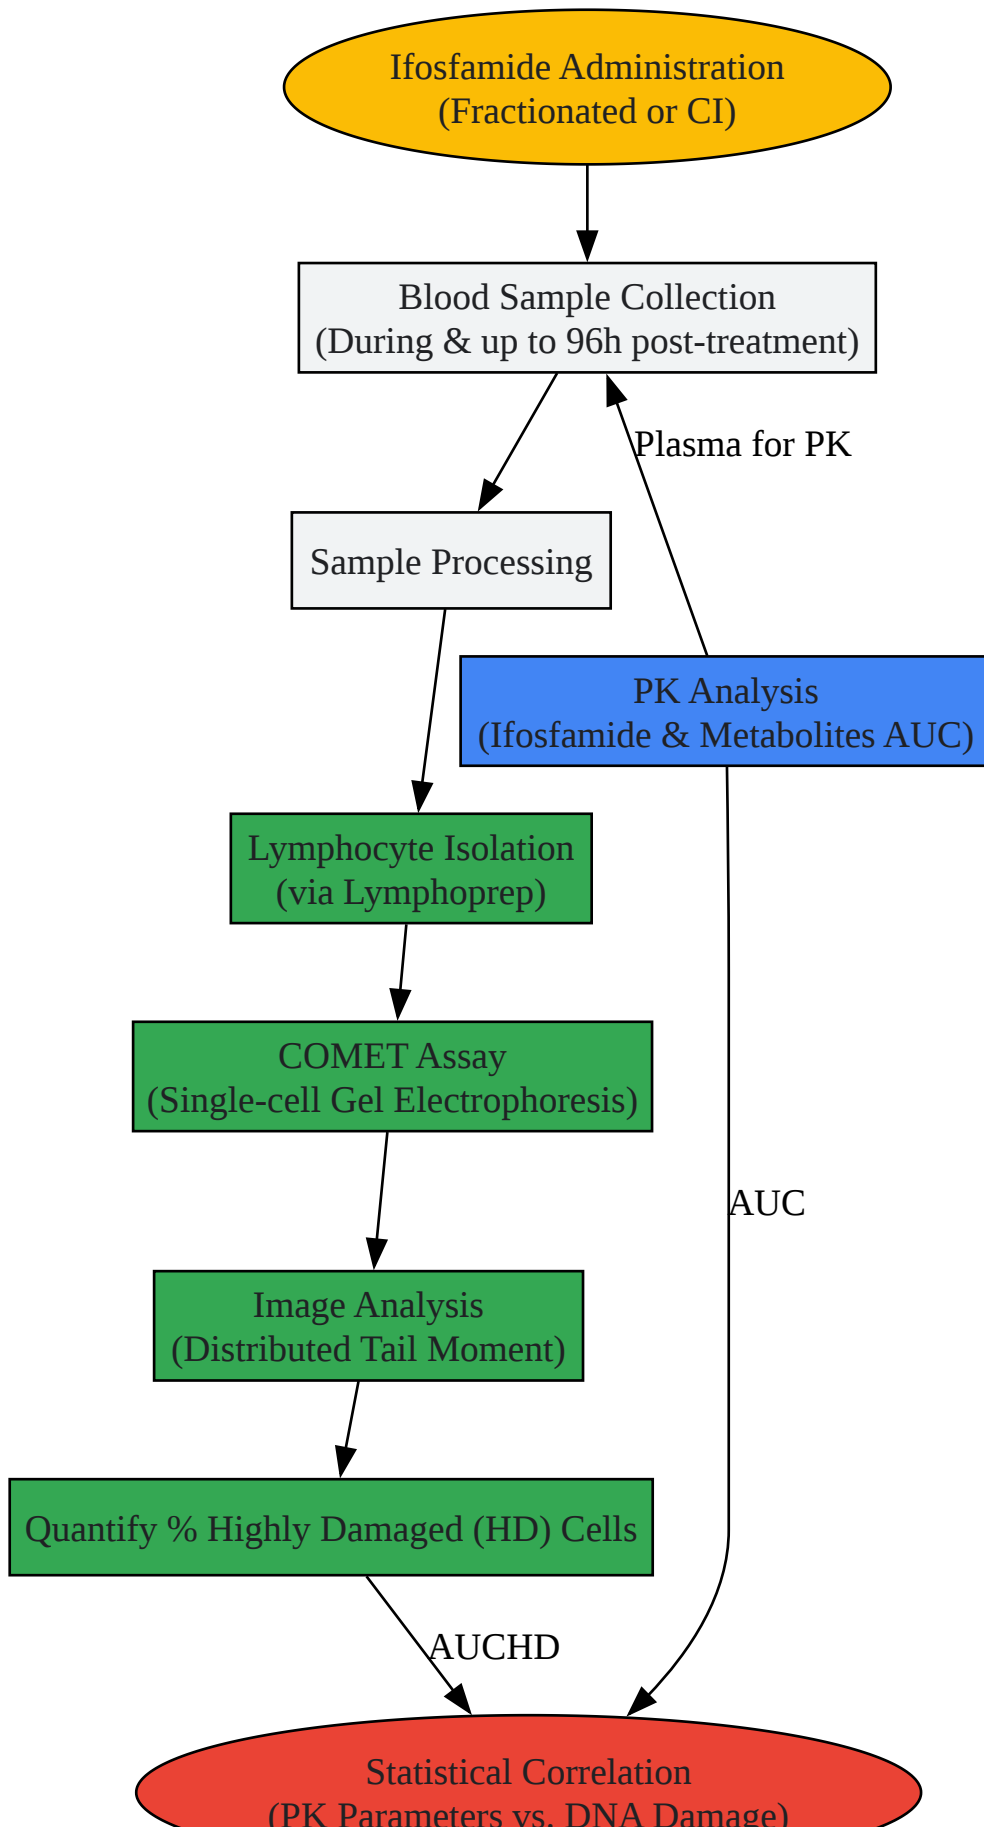 Ifosfamide Administration
(Fractionated or CI)
Blood Sample Collection
(During & up to 96h post-treatment)
Plasma for PK
Sample Processing
PK Analysis
(Ifosfamide & Metabolites AUC)
Lymphocyte Isolation
(via Lymphoprep)
COMET Assay
(Single-cell Gel Electrophoresis)
AUC
Image Analysis
(Distributed Tail Moment)
Quantify % Highly Damaged (HD) Cells
AUCHD
Statistical Correlation
(PK Parameters vs. DNA Damage)